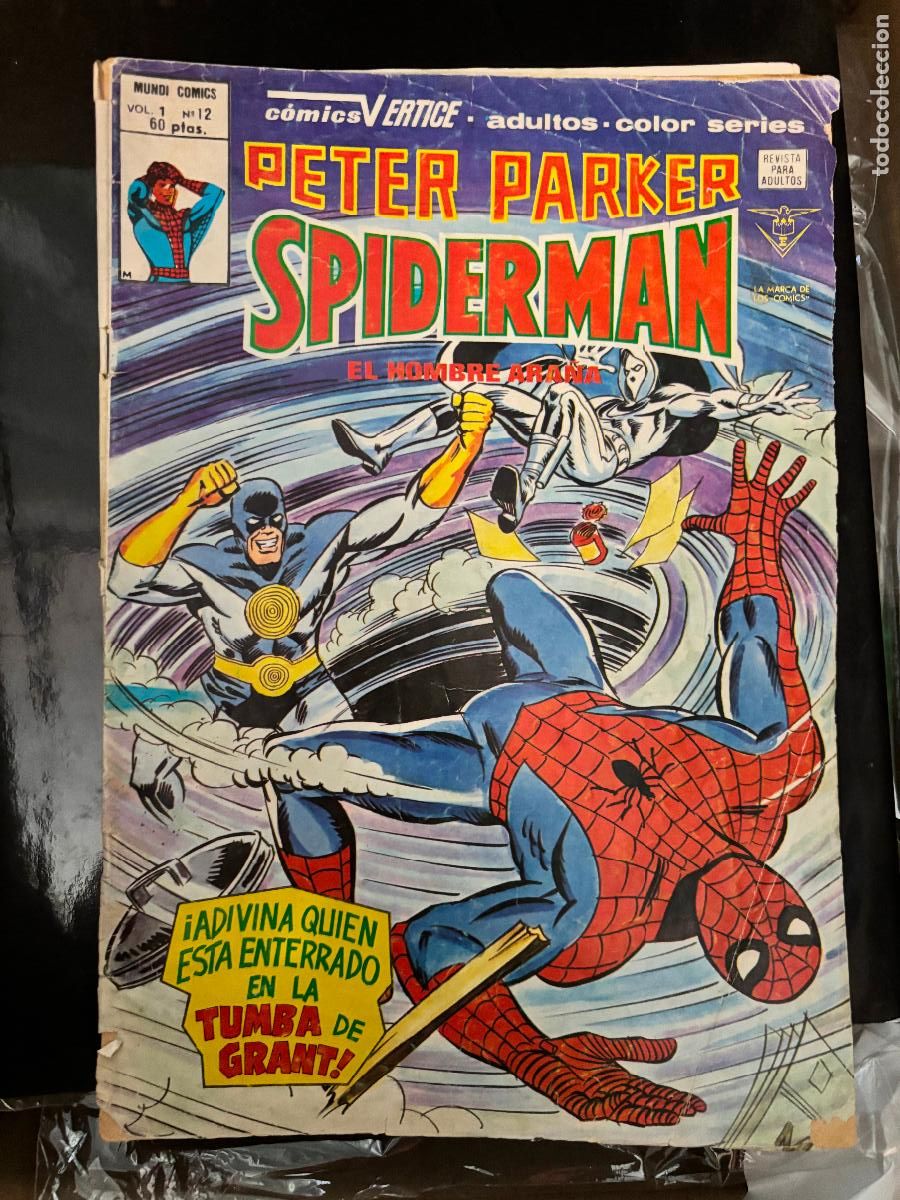 MUNDI COMICS
VOL. 1 Nº 12
60 ptas.
M
cómics VERTICE · adultos · color series
PETER PARKER
SPIDERMAN
EL HOMBRE ARAÑA
REVISTA
PARA
ADULTOS
E
LA MARCA DE
LOS "COMICS"
¡ADIVINA QUIEN
ESTA ENTERRADO
EN LA
TUMBA DE
GRANT!
todocoleccion